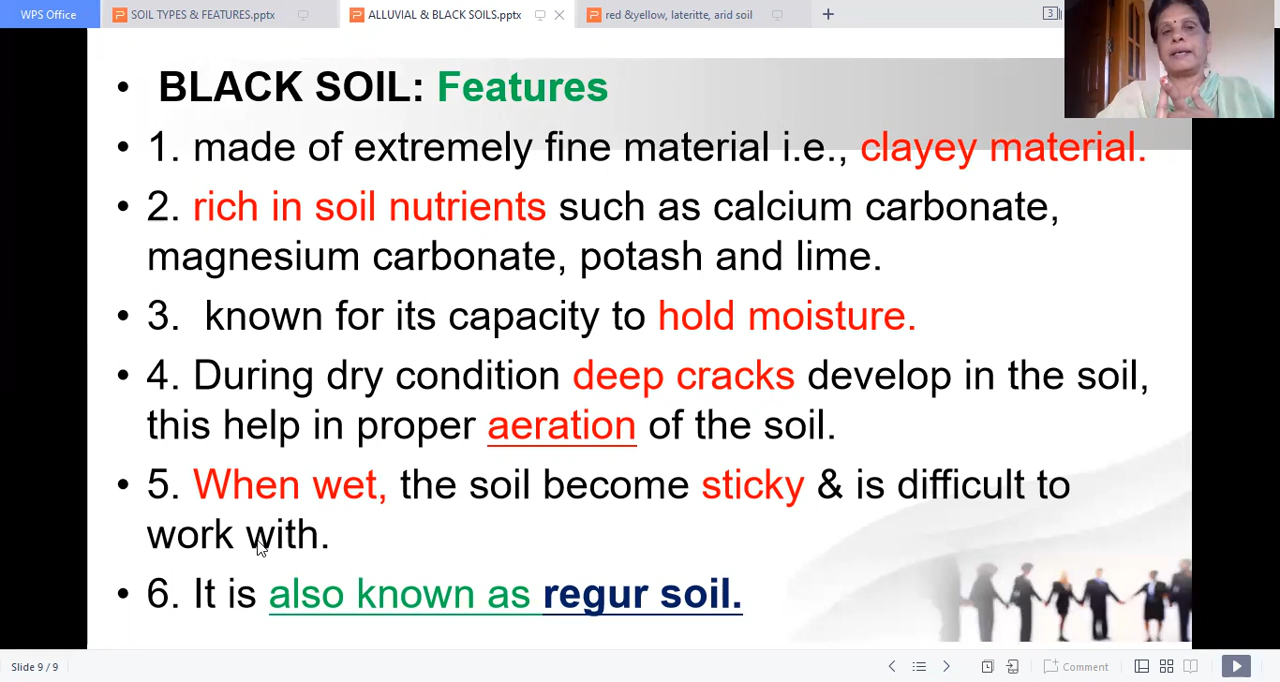 WPS Office
SOIL TYPES & FEATURES.pptx
ALLUVIAL & BLACK SOILS.pptx
red &yellow, lateritte, arid soil
3
• BLACK SOIL: Features
• 1. made of extremely fine material i.e., clayey material.
• 2. rich in soil nutrients such as calcium carbonate,
magnesium carbonate, potash and lime.
• 3. known for its capacity to hold moisture.
• 4. During dry condition deep cracks develop in the soil,
this help in proper aeration of the soil.
• 5. When wet, the soil become sticky & is difficult to
work with.
• 6. It is also known as regur soil.
Slide 9 / 9
Comment